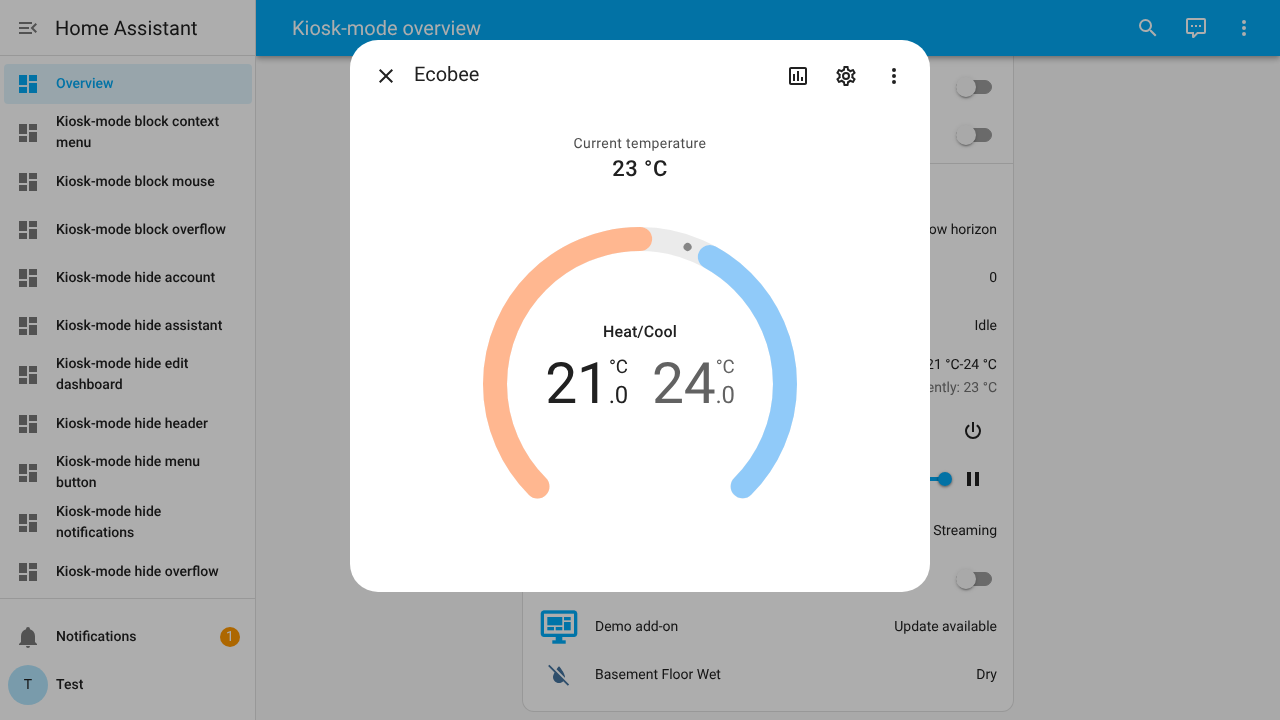 Home Assistant
Kiosk-mode overview
Overview
Kiosk-mode block context
menu
Kiosk-mode block mouse
Kiosk-mode block overflow
Kiosk-mode hide account
Kiosk-mode hide assistant
Kiosk-mode hide edit
dashboard
Kiosk-mode hide header
Kiosk-mode hide menu
button
Kiosk-mode hide
notifications
Kiosk-mode hide overflow
Notifications
1
T
Test
Ecobee
Current temperature
23 °C
Heat/Cool
21.0 °C 24.0 °C
ow horizon
0
Idle
21 °C-24 °C
ently: 23 °C
Streaming
Demo add-on
Update available
Basement Floor Wet
Dry